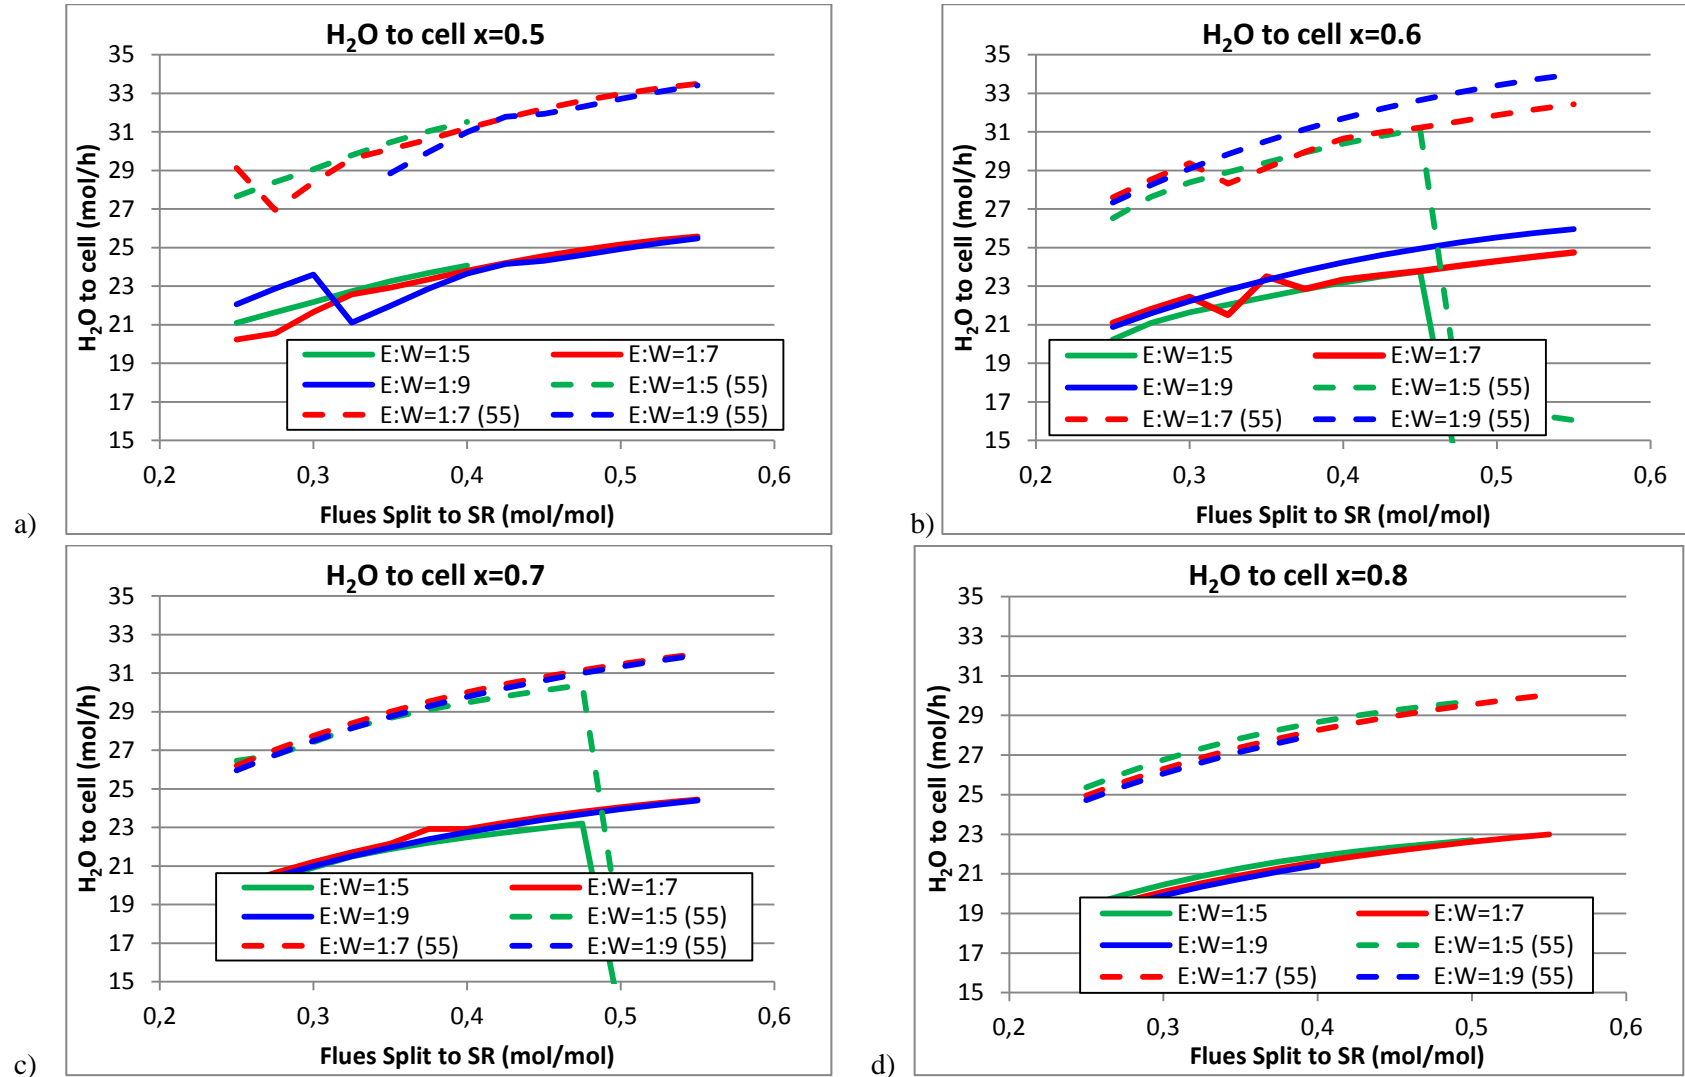 H2O to cell x=0.5
H2O to cell (mol/h)
35
33
31
29
27
25
23
21
19
17
15
E:W=1:5 E:W=1:7
E:W=1:9 E:W=1:5 (55)
E:W=1:7 (55) E:W=1:9 (55)
0,2 0,3 0,4 0,5 0,6
Flues Split to SR (mol/mol)
a)
H2O to cell x=0.6
H2O to cell (mol/h)
35
33
31
29
27
25
23
21
19
17
15
E:W=1:5 E:W=1:7
E:W=1:9 E:W=1:5 (55)
E:W=1:7 (55) E:W=1:9 (55)
0,2 0,3 0,4 0,5 0,6
Flues Split to SR (mol/mol)
b)
H2O to cell x=0.7
H2O to cell (mol/h)
35
33
31
29
27
25
23
21
19
17
15
E:W=1:5 E:W=1:7
E:W=1:9 E:W=1:5 (55)
E:W=1:7 (55) E:W=1:9 (55)
0,2 0,3 0,4 0,5 0,6
Flues Split to SR (mol/mol)
c)
H2O to cell x=0.8
H2O to cell (mol/h)
35
33
31
29
27
25
23
21
19
17
15
E:W=1:5 E:W=1:7
E:W=1:9 E:W=1:5 (55)
E:W=1:7 (55) E:W=1:9 (55)
0,2 0,3 0,4 0,5 0,6
Flues Split to SR (mol/mol)
d)